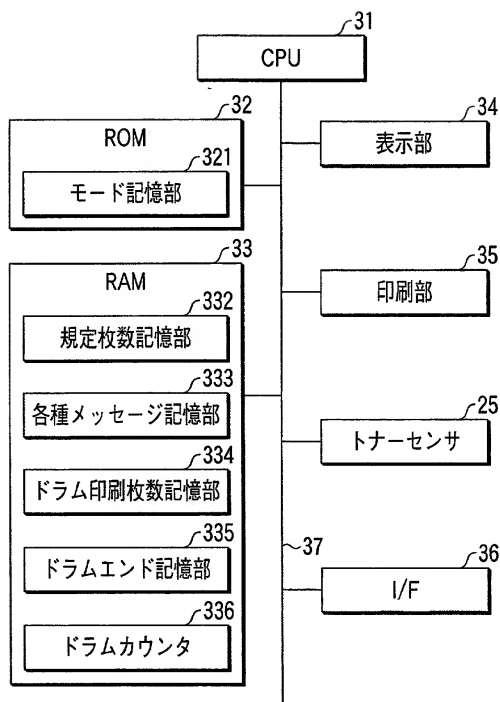 31
CPU
32
ROM
321
モード記憶部
33
RAM
332
規定枚数記憶部
333
各種メッセージ記憶部
334
ドラム印刷枚数記憶部
335
ドラムエンド記憶部
336
ドラムカウンタ
34
表示部
35
印刷部
25
トナーセンサ
37
36
I/F